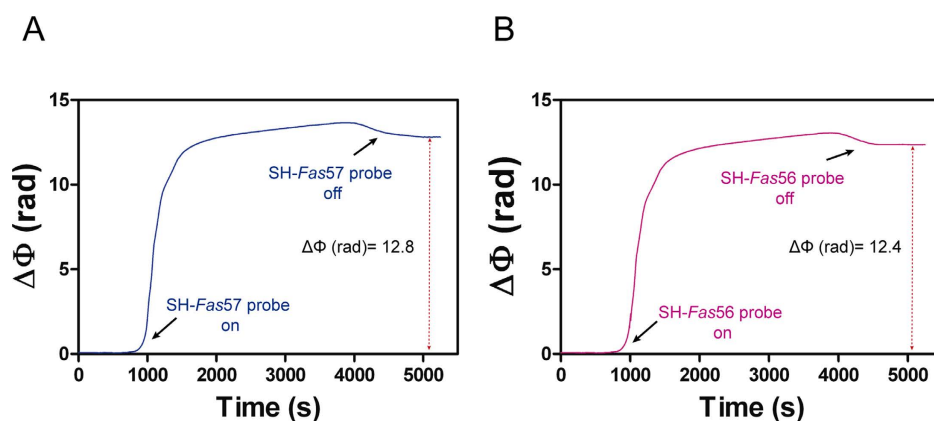 A
15
10
5
0
ΔΦ (rad)
SH-Fas57 probe
off
ΔΦ (rad)= 12.8
SH-Fas57 probe
on
0 1000 2000 3000 4000 5000
Time (s)
B
15
10
5
0
ΔΦ (rad)
SH-Fas56 probe
off
ΔΦ (rad)= 12.4
SH-Fas56 probe
on
0 1000 2000 3000 4000 5000
Time (s)